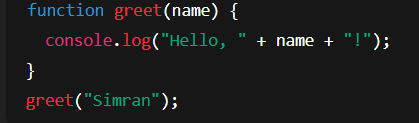 function greet(name) {
  console.log("Hello, " + name + "!");
}
greet("Simran");